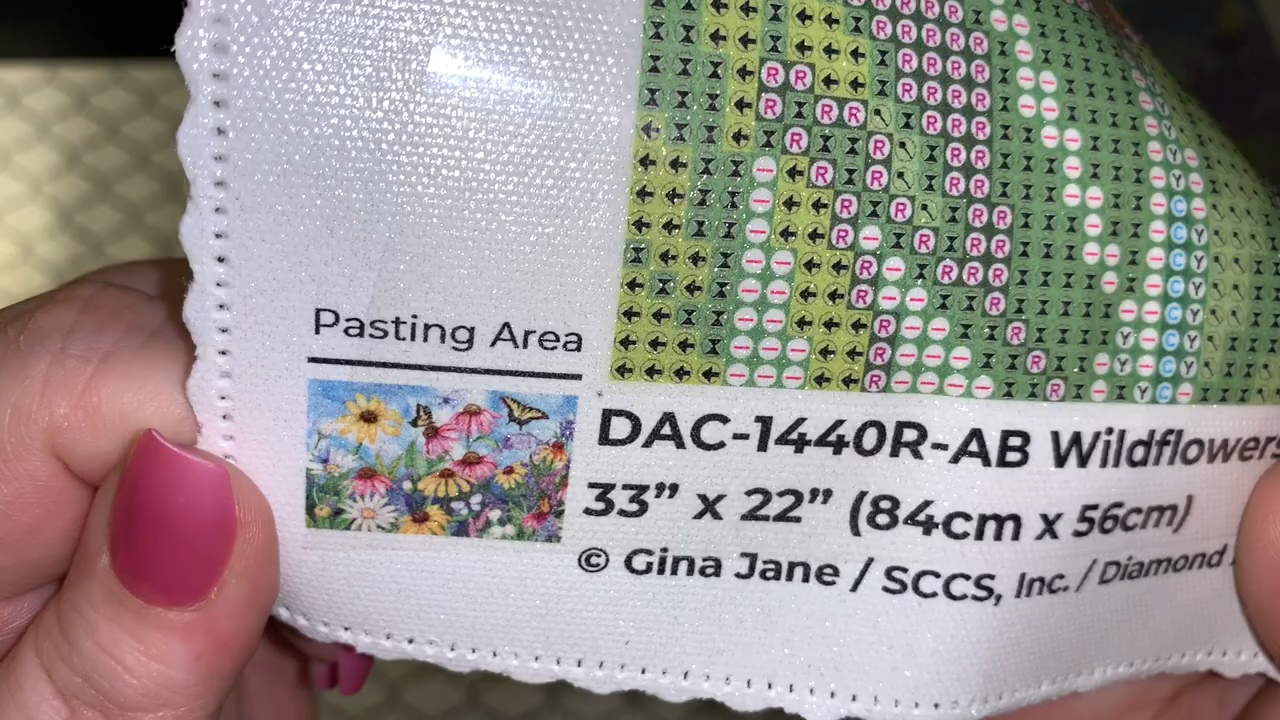 Pasting Area
DAC-1440R-AB Wildflowers
33” x 22” (84cm x 56cm)
© Gina Jane / SCCS, Inc. / Diamond